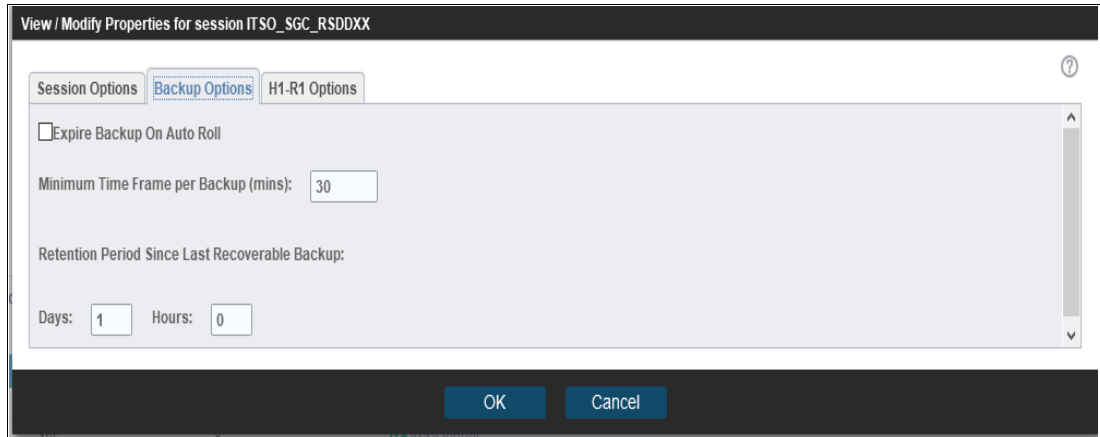 View / Modify Properties for session ITSO_SGC_RSDDXX
?
Session Options Backup Options H1-R1 Options
Expire Backup On Auto Roll
Minimum Time Frame per Backup (mins): 30
Retention Period Since Last Recoverable Backup:
Days: 1 Hours: 0
OK Cancel